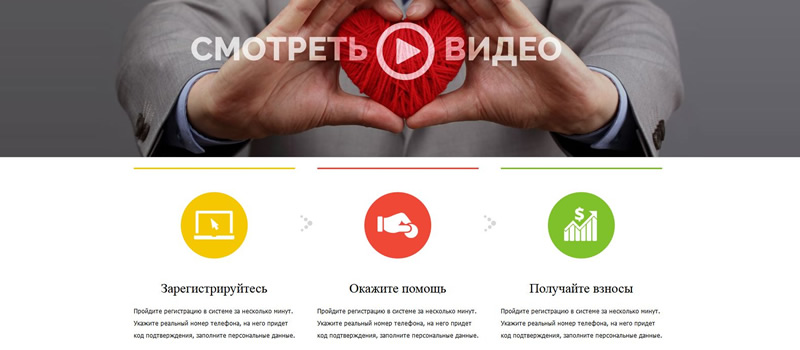 СМОТРЕТЬ ВИДЕО
Зарегистрируйтесь
Пройдите регистрацию в системе за несколько минут.
Укажите реальный номер телефона, на него придет
код подтверждения, заполните персональные данные.
Окажите помощь
Пройдите регистрацию в системе за несколько минут.
Укажите реальный номер телефона, на него придет
код подтверждения, заполните персональные данные.
$
Получайте взносы
Пройдите регистрацию в системе за несколько минут.
Укажите реальный номер телефона, на него придет
код подтверждения, заполните персональные данные.